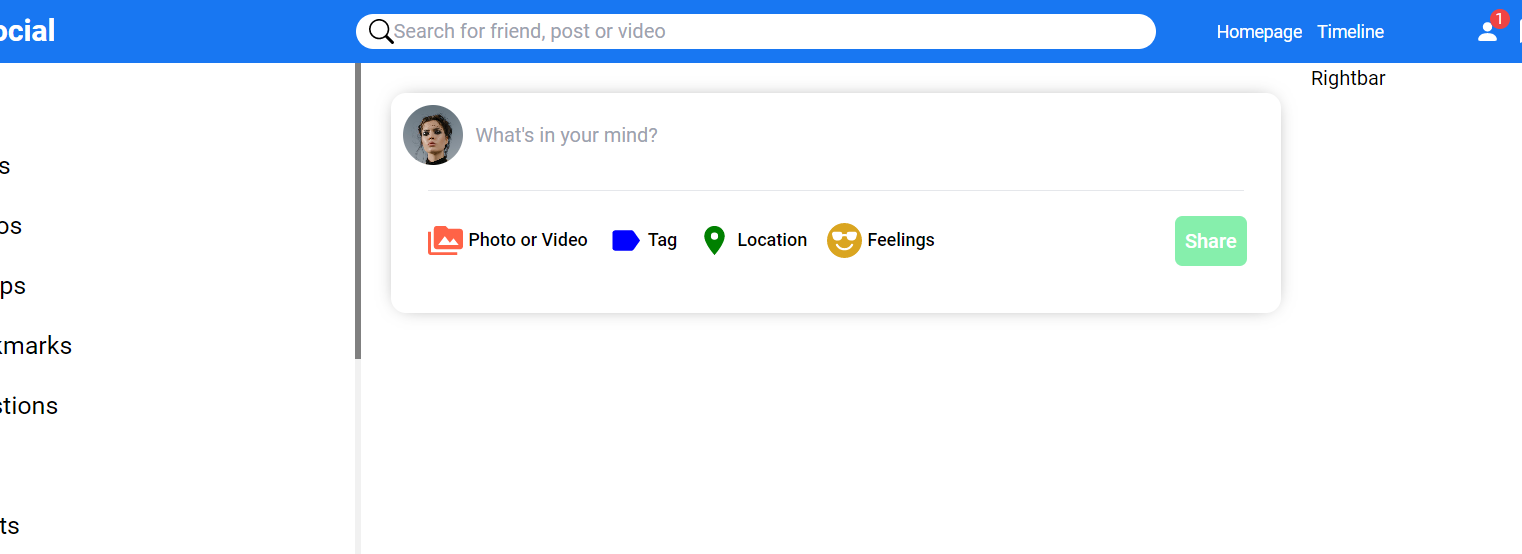 ocial
Search for friend, post or video
Homepage Timeline
1
Rightbar
What's in your mind?
s
os
ps
kmarks
stions
ts
Photo or Video Tag Location Feelings
Share